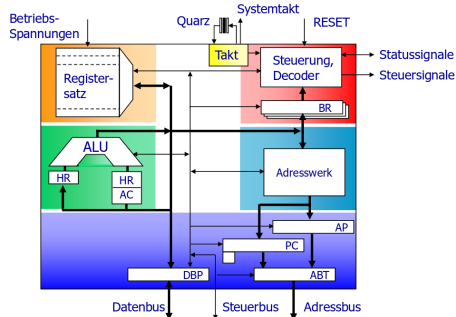 Betriebs-
Spannungen
Quarz
Systemtakt
RESET
Takt
Register-
satz
Steuerung,
Decoder
Statussignale
Steuersignale
BR
ALU
HR
HR
AC
Adresswerk
AP
PC
DBP
ABT
Datenbus
Steuerbus
Adressbus